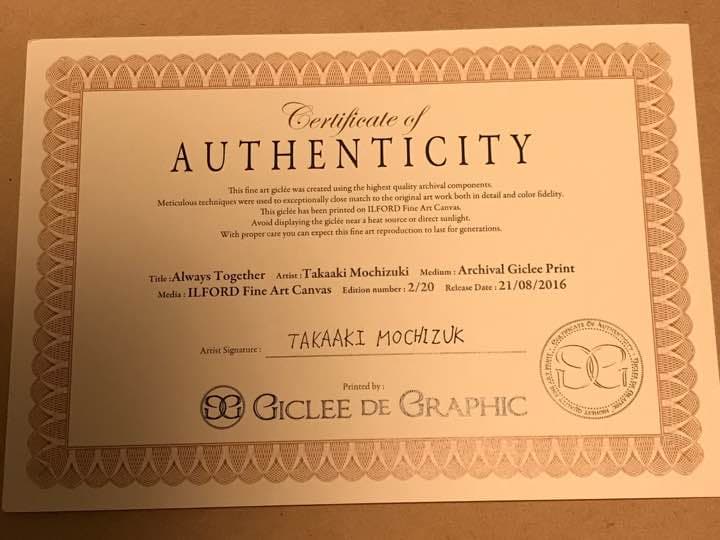 Certificate of
AUTHENTICITY
This fine art giclée was created using the highest quality archival components.
Meticulous techniques were used to exceptionally close match to the original art work both in detail and color fidelity.
This giclée has been printed on ILFORD Fine Art Canvas.
Avoid displaying the giclée near a heat source or direct sunlight.
With proper care you can expect this fine art reproduction to last for generations.
Title : Always Together Artist : Takaaki Mochizuki Medium : Archival Giclee Print
Media : ILFORD Fine Art Canvas Edition number : 2/20 Release Date : 21/08/2016
Artist Signature : TAKAAKI MOCHIZUK
Printed by :
GICLEE DE GRAPHIC
CERTIFICATE OF AUTHENTICITY